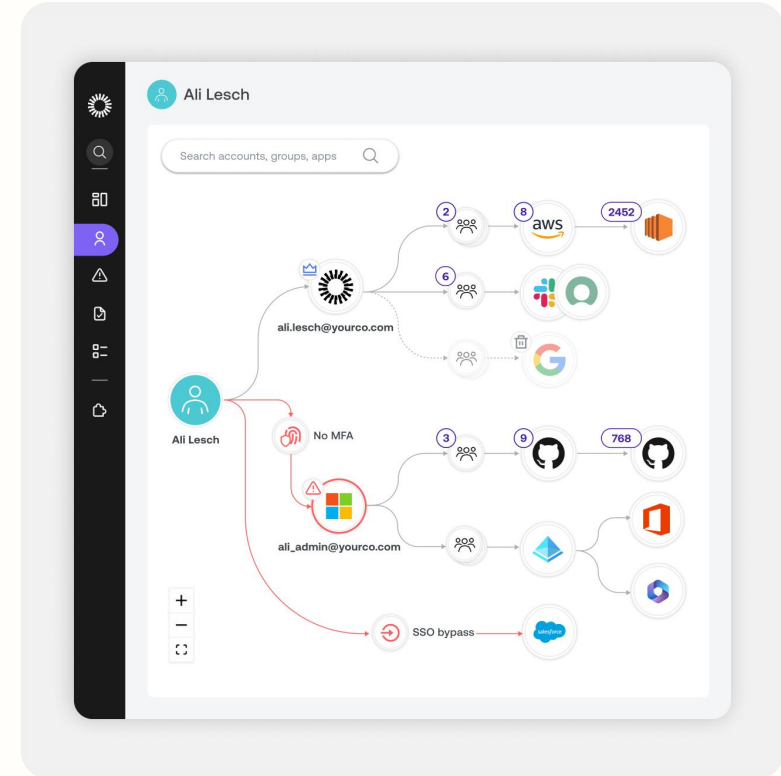 Ali Lesch
Search accounts, groups, apps
2
8
aws
2452
6
ali.lesch@yourco.com
Ali Lesch
No MFA
3
9
768
ali_admin@yourco.com
SSO bypass
salesforce